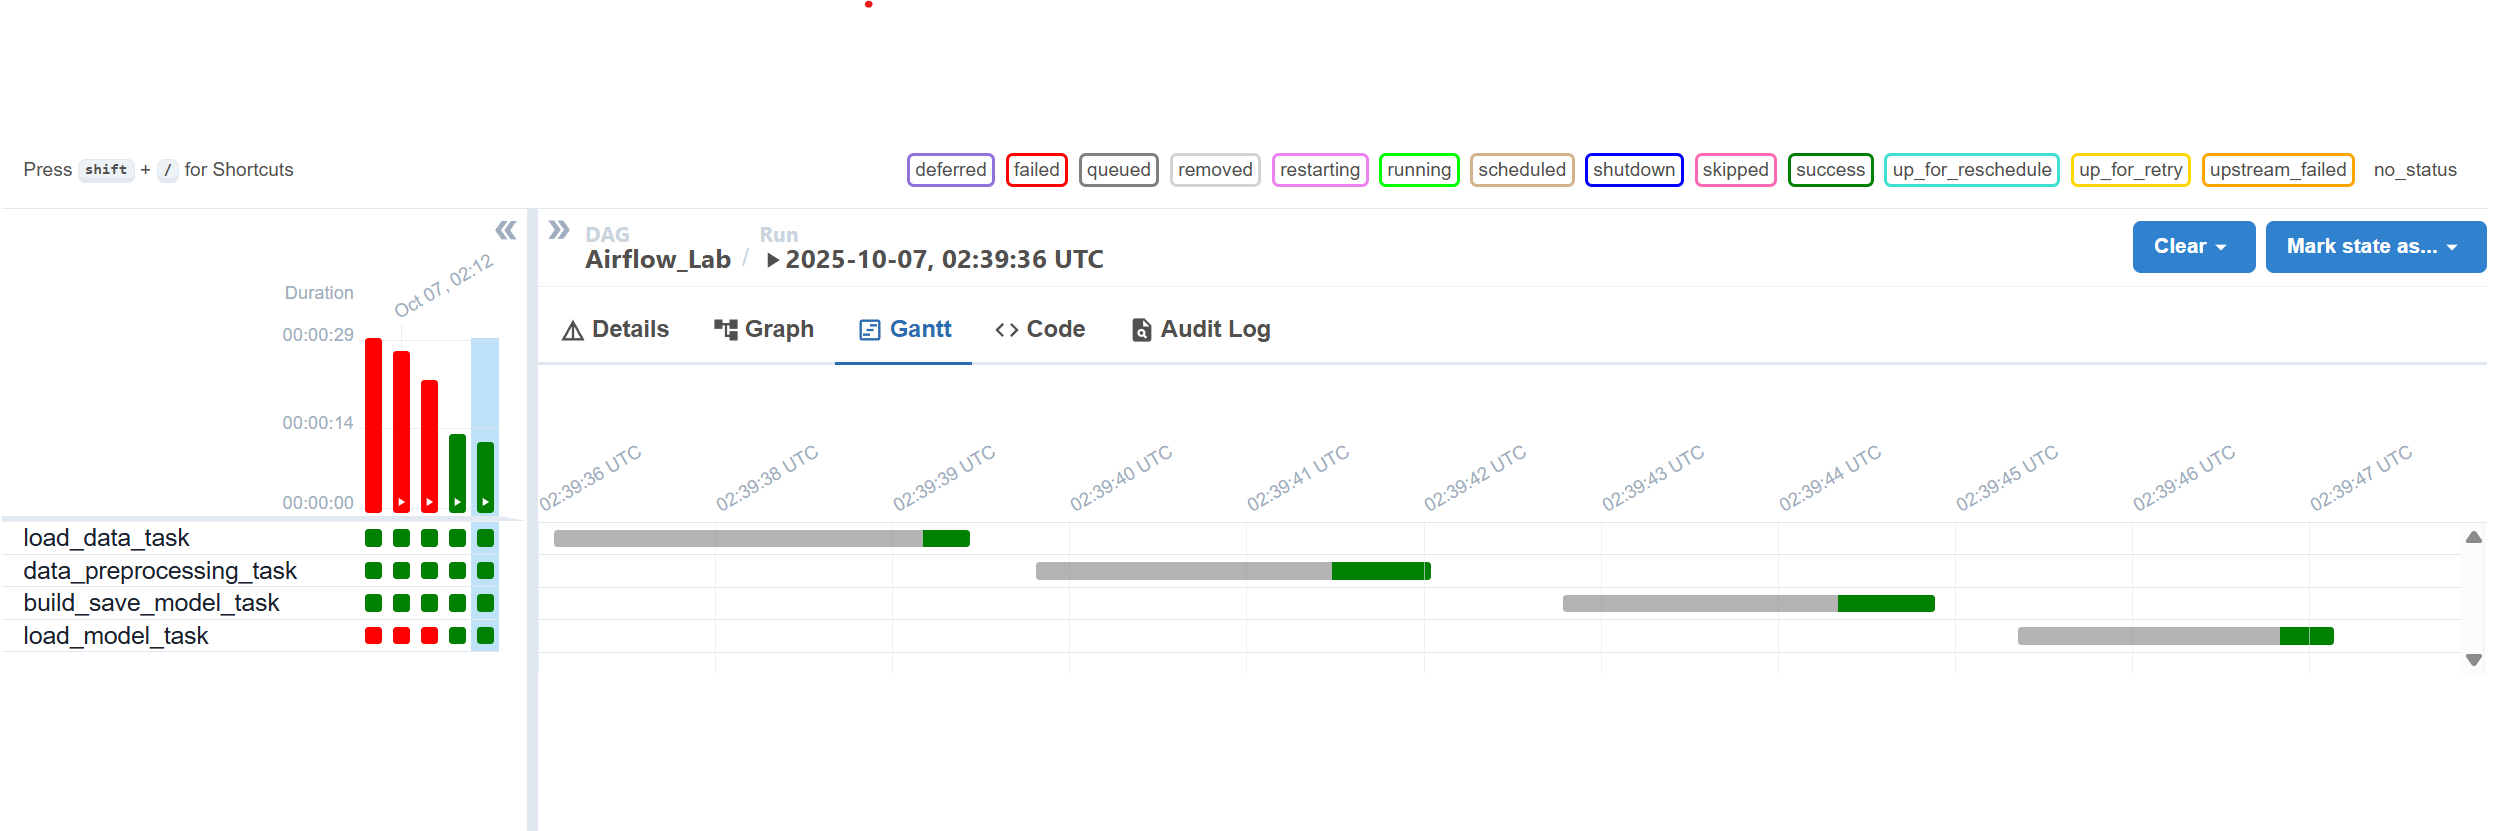 Press shift + / for Shortcuts
deferred failed queued removed restarting running scheduled shutdown skipped success up_for_reschedule up_for_retry upstream_failed no_status
DAG Run
Airflow_Lab / 2025-10-07, 02:39:36 UTC
Clear
Mark state as...
Oct 07, 02:12
Duration
00:00:29
00:00:14
00:00:00
Details Graph Gantt Code Audit Log
02:39:36 UTC 02:39:38 UTC 02:39:39 UTC 02:39:40 UTC 02:39:41 UTC 02:39:42 UTC 02:39:43 UTC 02:39:44 UTC 02:39:45 UTC 02:39:46 UTC 02:39:47 UTC
load_data_task
data_preprocessing_task
build_save_model_task
load_model_task